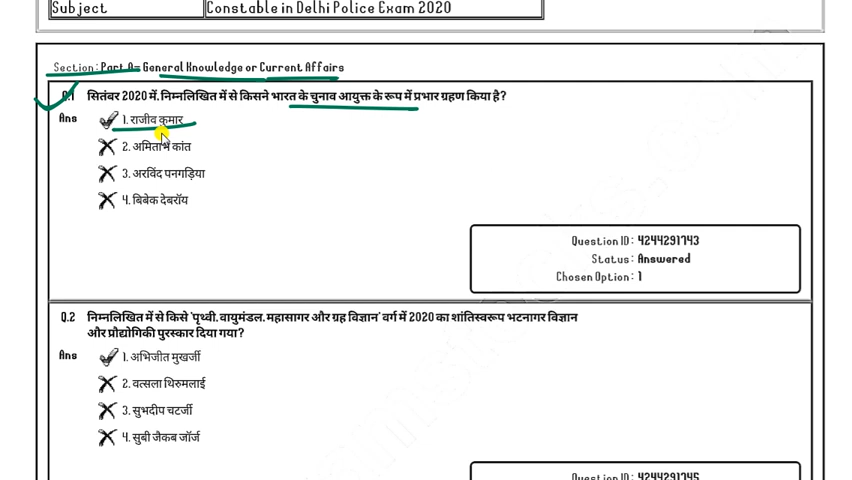 Subject Constable in Delhi Police Exam 2020
Section : Part A= General Knowledge or Current Affairs
Q.1 सितंबर 2020 में, निम्नलिखित में से किसने भारत के चुनाव आयुक्त के रूप में प्रभार ग्रहण किया है?
Ans 1. राजीव कुमार
2. अमिताभ कांत
3. अरविंद पनगड़िया
4. बिबेक देबरॉय
Question ID : 4244291743
Status : Answered
Chosen Option : 1
Q.2 निम्नलिखित में से किसे 'पृथ्वी, वायुमंडल, महासागर और ग्रह विज्ञान' वर्ग में 2020 का शांतिस्वरूप भटनागर विज्ञान
और प्रौद्योगिकी पुरस्कार दिया गया?
Ans 1. अभिजीत मुखर्जी
2. वत्सला थिरुमलाई
3. सुभदीप चटर्जी
4. सुबी जैकब जॉर्ज
Question ID : 4244291745